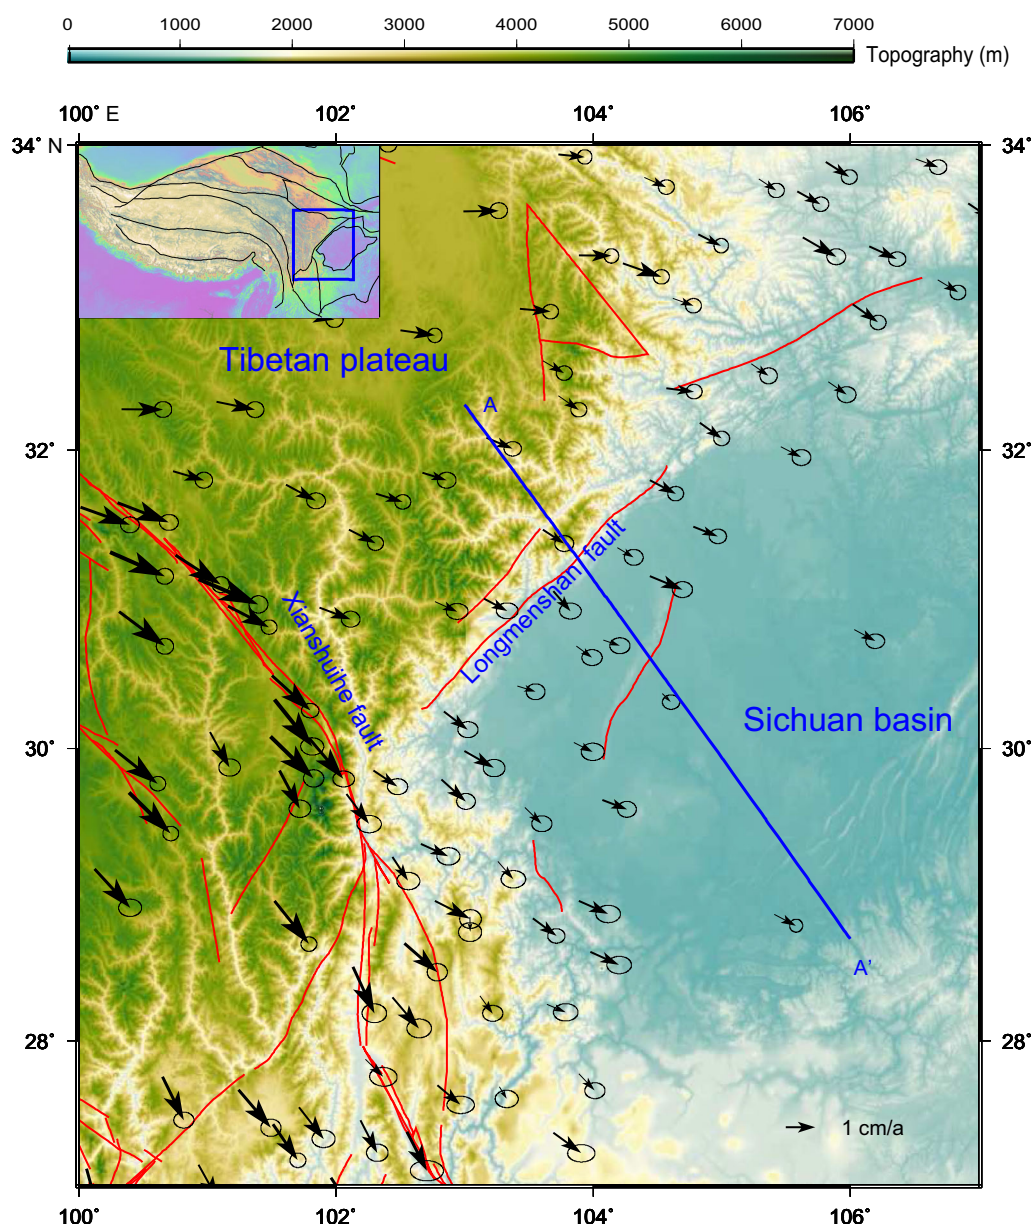 0 1000 2000 3000 4000 5000 6000 7000
Topography (m)
100˚ E 102˚ 104˚ 106˚
34˚ N 34˚
Tibetan plateau
A
32˚ 32˚
Longmenshan fault
Xianshuihe fault
Sichuan basin
30˚ 30˚
A'
28˚ 28˚
1 cm/a
100˚ 102˚ 104˚ 106˚